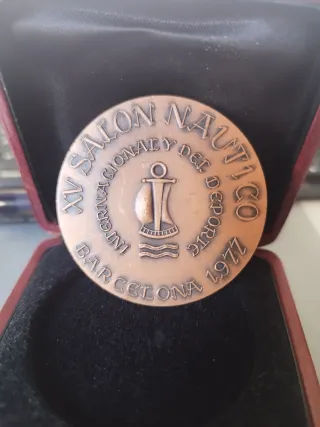 XV SALON NAUTICO
INTERNACIONAL Y DEL DEPORTE
BARCELONA 1977